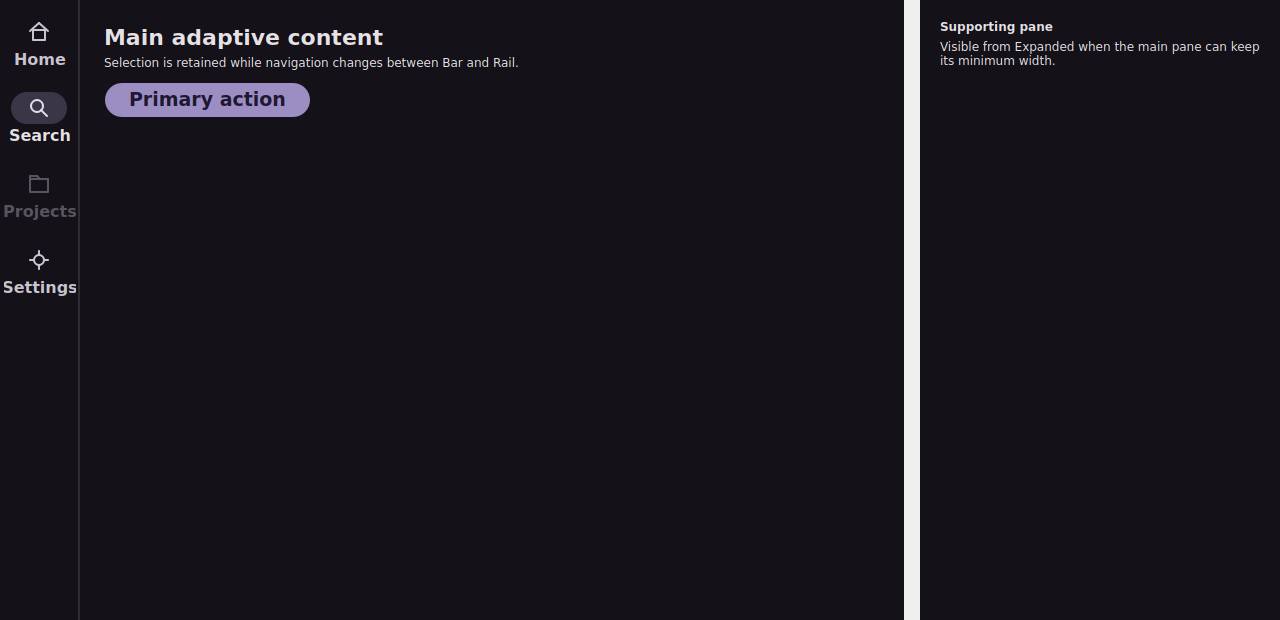 Home
Search
Projects
Settings
Main adaptive content
Selection is retained while navigation changes between Bar and Rail.
Primary action
Supporting pane
Visible from Expanded when the main pane can keep
its minimum width.